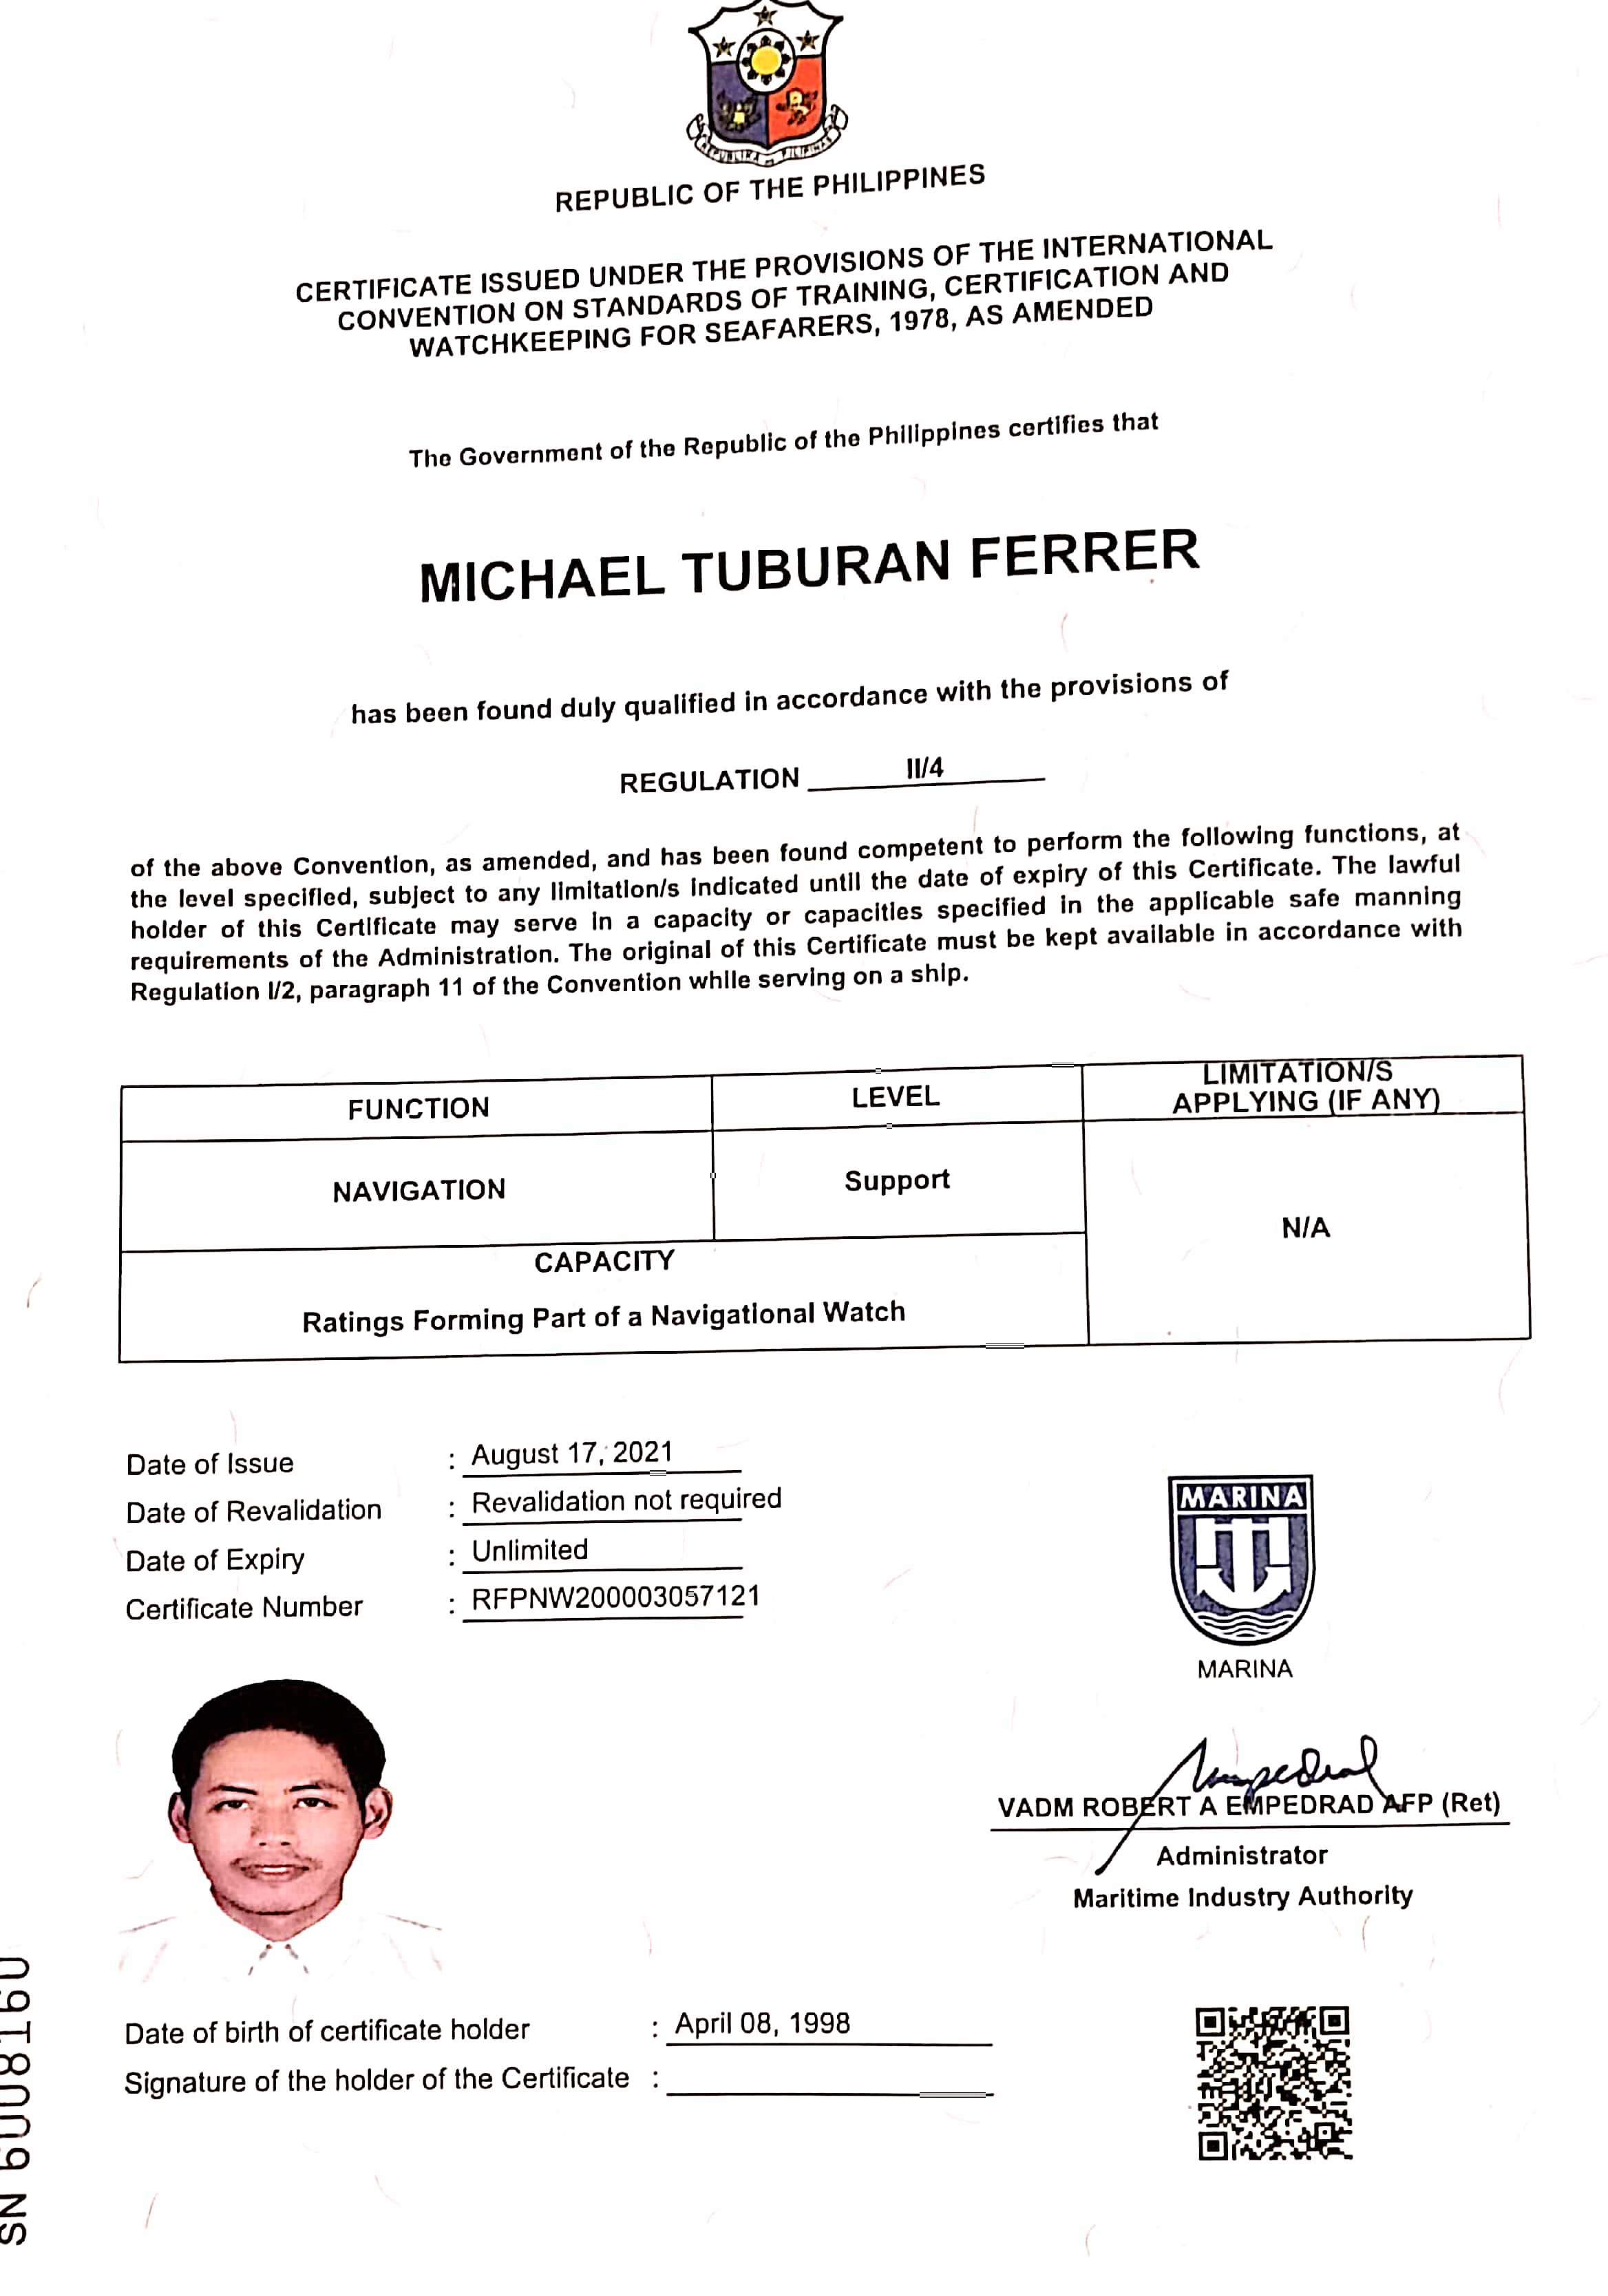 REPUBLIKA NG PILIPINAS
REPUBLIC OF THE PHILIPPINES
CERTIFICATE ISSUED UNDER THE PROVISIONS OF THE INTERNATIONAL
CONVENTION ON STANDARDS OF TRAINING, CERTIFICATION AND
WATCHKEEPING FOR SEAFARERS, 1978, AS AMENDED
The Government of the Republic of the Philippines certifies that
MICHAEL TUBURAN FERRER
has been found duly qualified in accordance with the provisions of
REGULATION II/4
of the above Convention, as amended, and has been found competent to perform the following functions, at
the level specified, subject to any limitation/s indicated until the date of expiry of this Certificate. The lawful
holder of this Certificate may serve in a capacity or capacities specified in the applicable safe manning
requirements of the Administration. The original of this Certificate must be kept available in accordance with
Regulation I/2, paragraph 11 of the Convention while serving on a ship.
FUNCTION LEVEL LIMITATION/S
APPLYING (IF ANY)
NAVIGATION Support N/A
CAPACITY
Ratings Forming Part of a Navigational Watch
Date of Issue : August 17, 2021
Date of Revalidation : Revalidation not required
Date of Expiry : Unlimited
Certificate Number : RFPNW200003057121
MARINA
MARINA
VADM ROBERT A EMPEDRAD AFP (Ret)
Administrator
Maritime Industry Authority
Date of birth of certificate holder : April 08, 1998
Signature of the holder of the Certificate :
SN